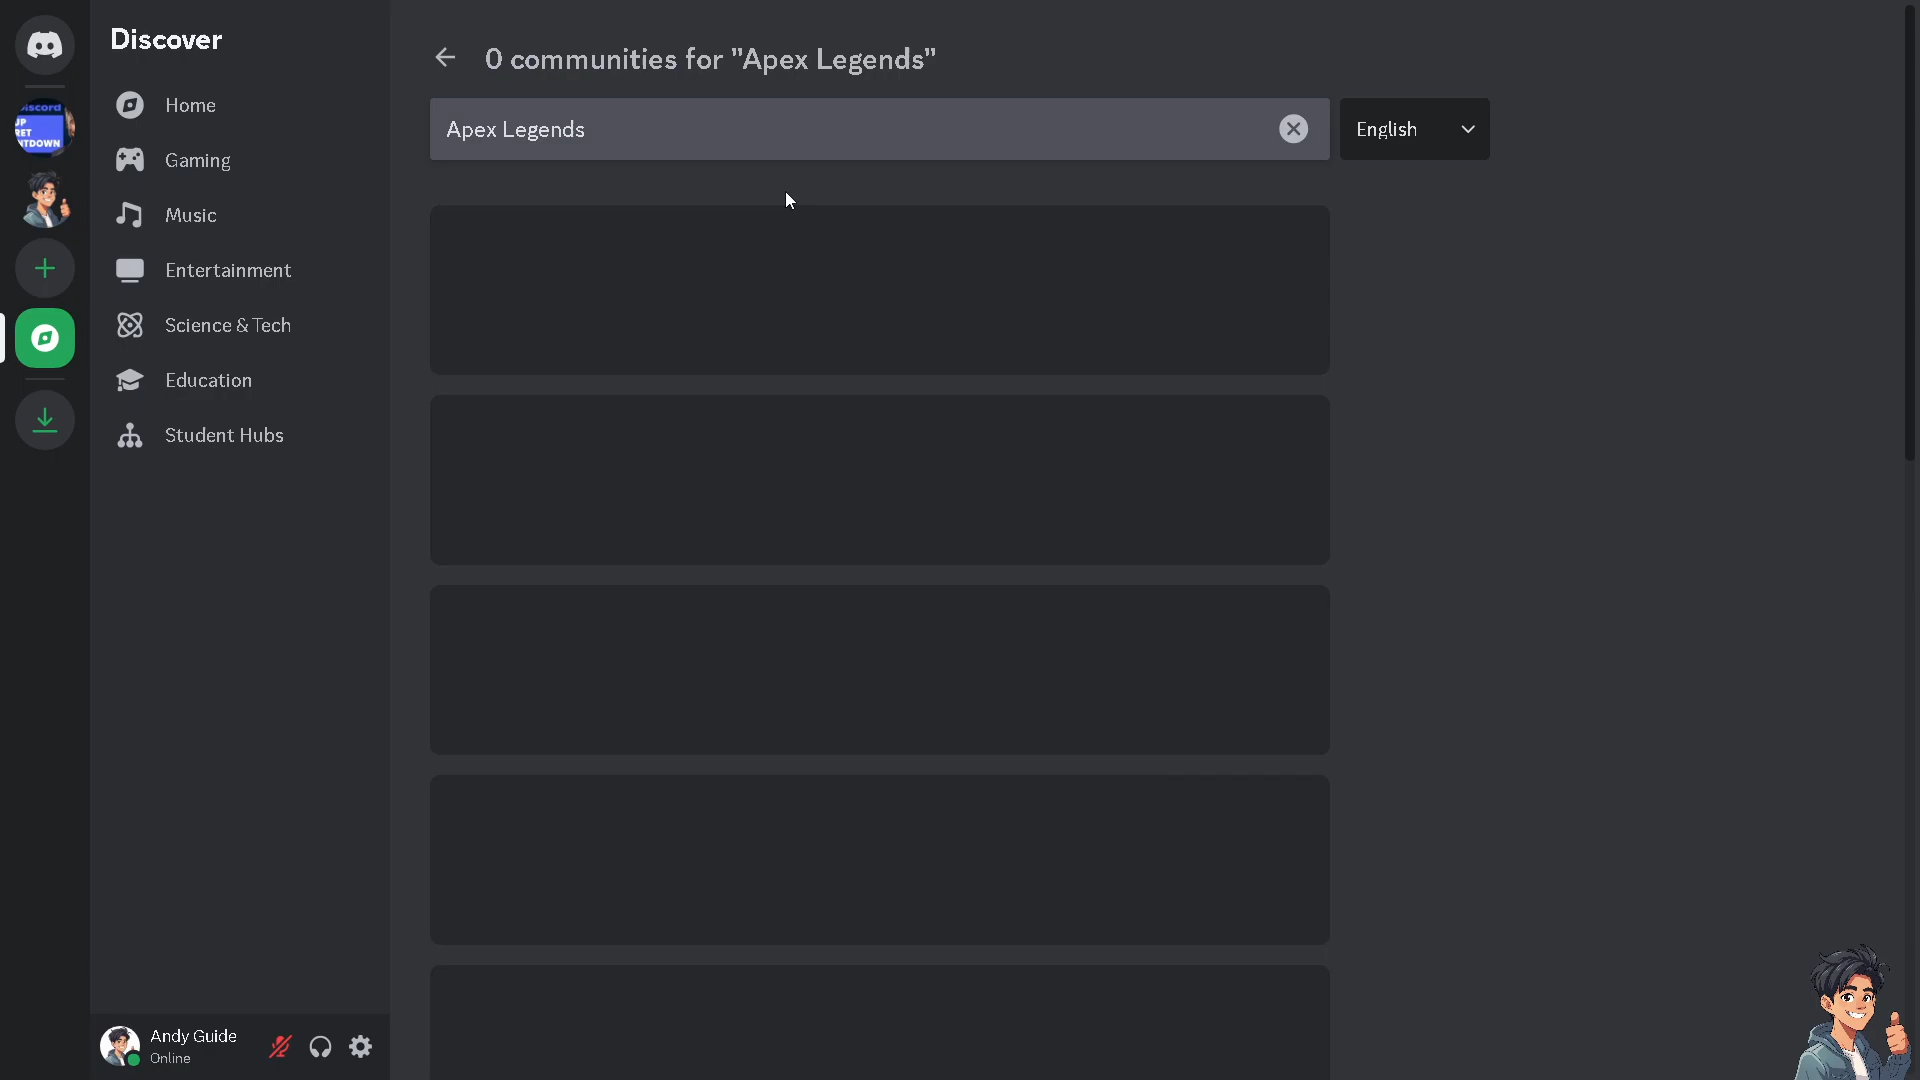 Discover
Home
Gaming
Music
Entertainment
Science & Tech
Education
Student Hubs
0 communities for "Apex Legends"
Apex Legends
English
Andy Guide
Online